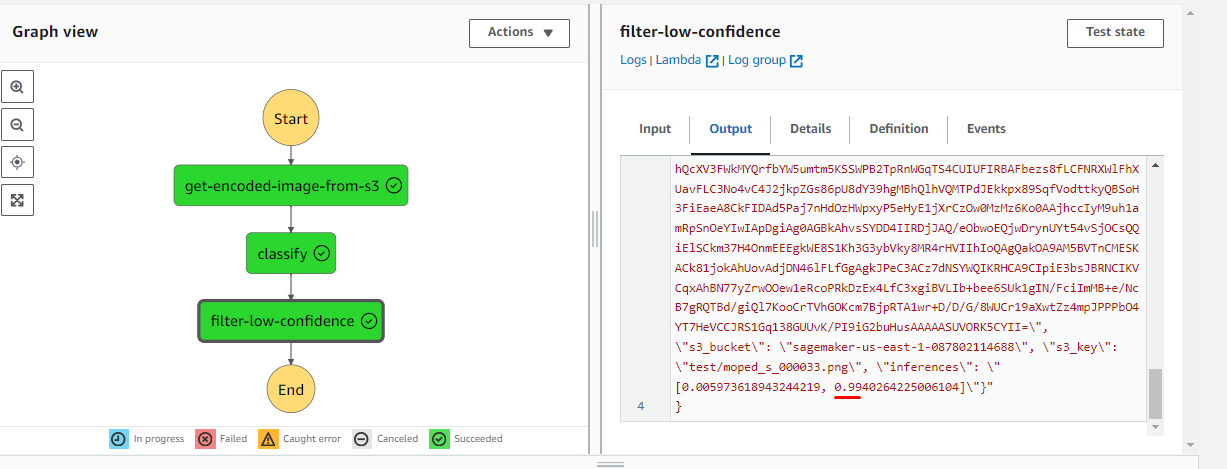 Graph view
Actions
Start
get-encoded-image-from-s3
classify
filter-low-confidence
End
In progress
Failed
Caught error
Canceled
Succeeded
filter-low-confidence
Test state
Logs | Lambda | Log group
Input
Output
Details
Definition
Events
hQcXV3FWkMYQrfbYW5umtm5KSSWPB2TpRnWGqTS4CUIUFIRBAFbezs8fLCFNRXWlFhX
UavFLC3No4vC4J2jkpZGs86pU8dY39hgMBhQlhVQMTPdJEkkpx89SqfVodttkyQBSoH
3FiEaeA8CkFIDAd5Paj7nHdOzHWpxyP5eHyE1jXrCzOw0MzMz6Ko0AAjhccIyM9uh1a
mRpSnOeYIwIApDgiAg0AGBkAhvsSYDD4IIRDjJAQ/eObwoEQjwDrynUYt54vSjOCsQQ
iElSCkm37H4OnmEEEgkWE8S1Kh3G3ybVky8MR4rHVIIhIoQAgQakOA9AM5BVTnCMESK
ACk81jokAhUovAdjDN46lFLfGgAgkJPeC3ACz7dNSYWQIKRHCA9CIpiE3bsJBRNCIKV
CqxAhBN77yZrwOOew1eRcoPRkDzEx4LfC3xgiBVLIb+bee6SUk1gIN/FciImMB+e/Nc
B7gRQTBd/giQl7KooCrTVhGOKcm7BjpRTA1wr+D/D/G/8WUCr19aXwtZz4mpJPPPbO4
YT7HeVCCJRS1Gq138GUUvK/PI9iG2buHusAAAAASUVORK5CYII=\",
\"s3_bucket\": \"sagemaker-us-east-1-087802114688\", \"s3_key\":
\"test/moped_s_000033.png\", \"inferences\": \"
[0.005973618943244219, 0.9940264225006104]\"}"
4 }